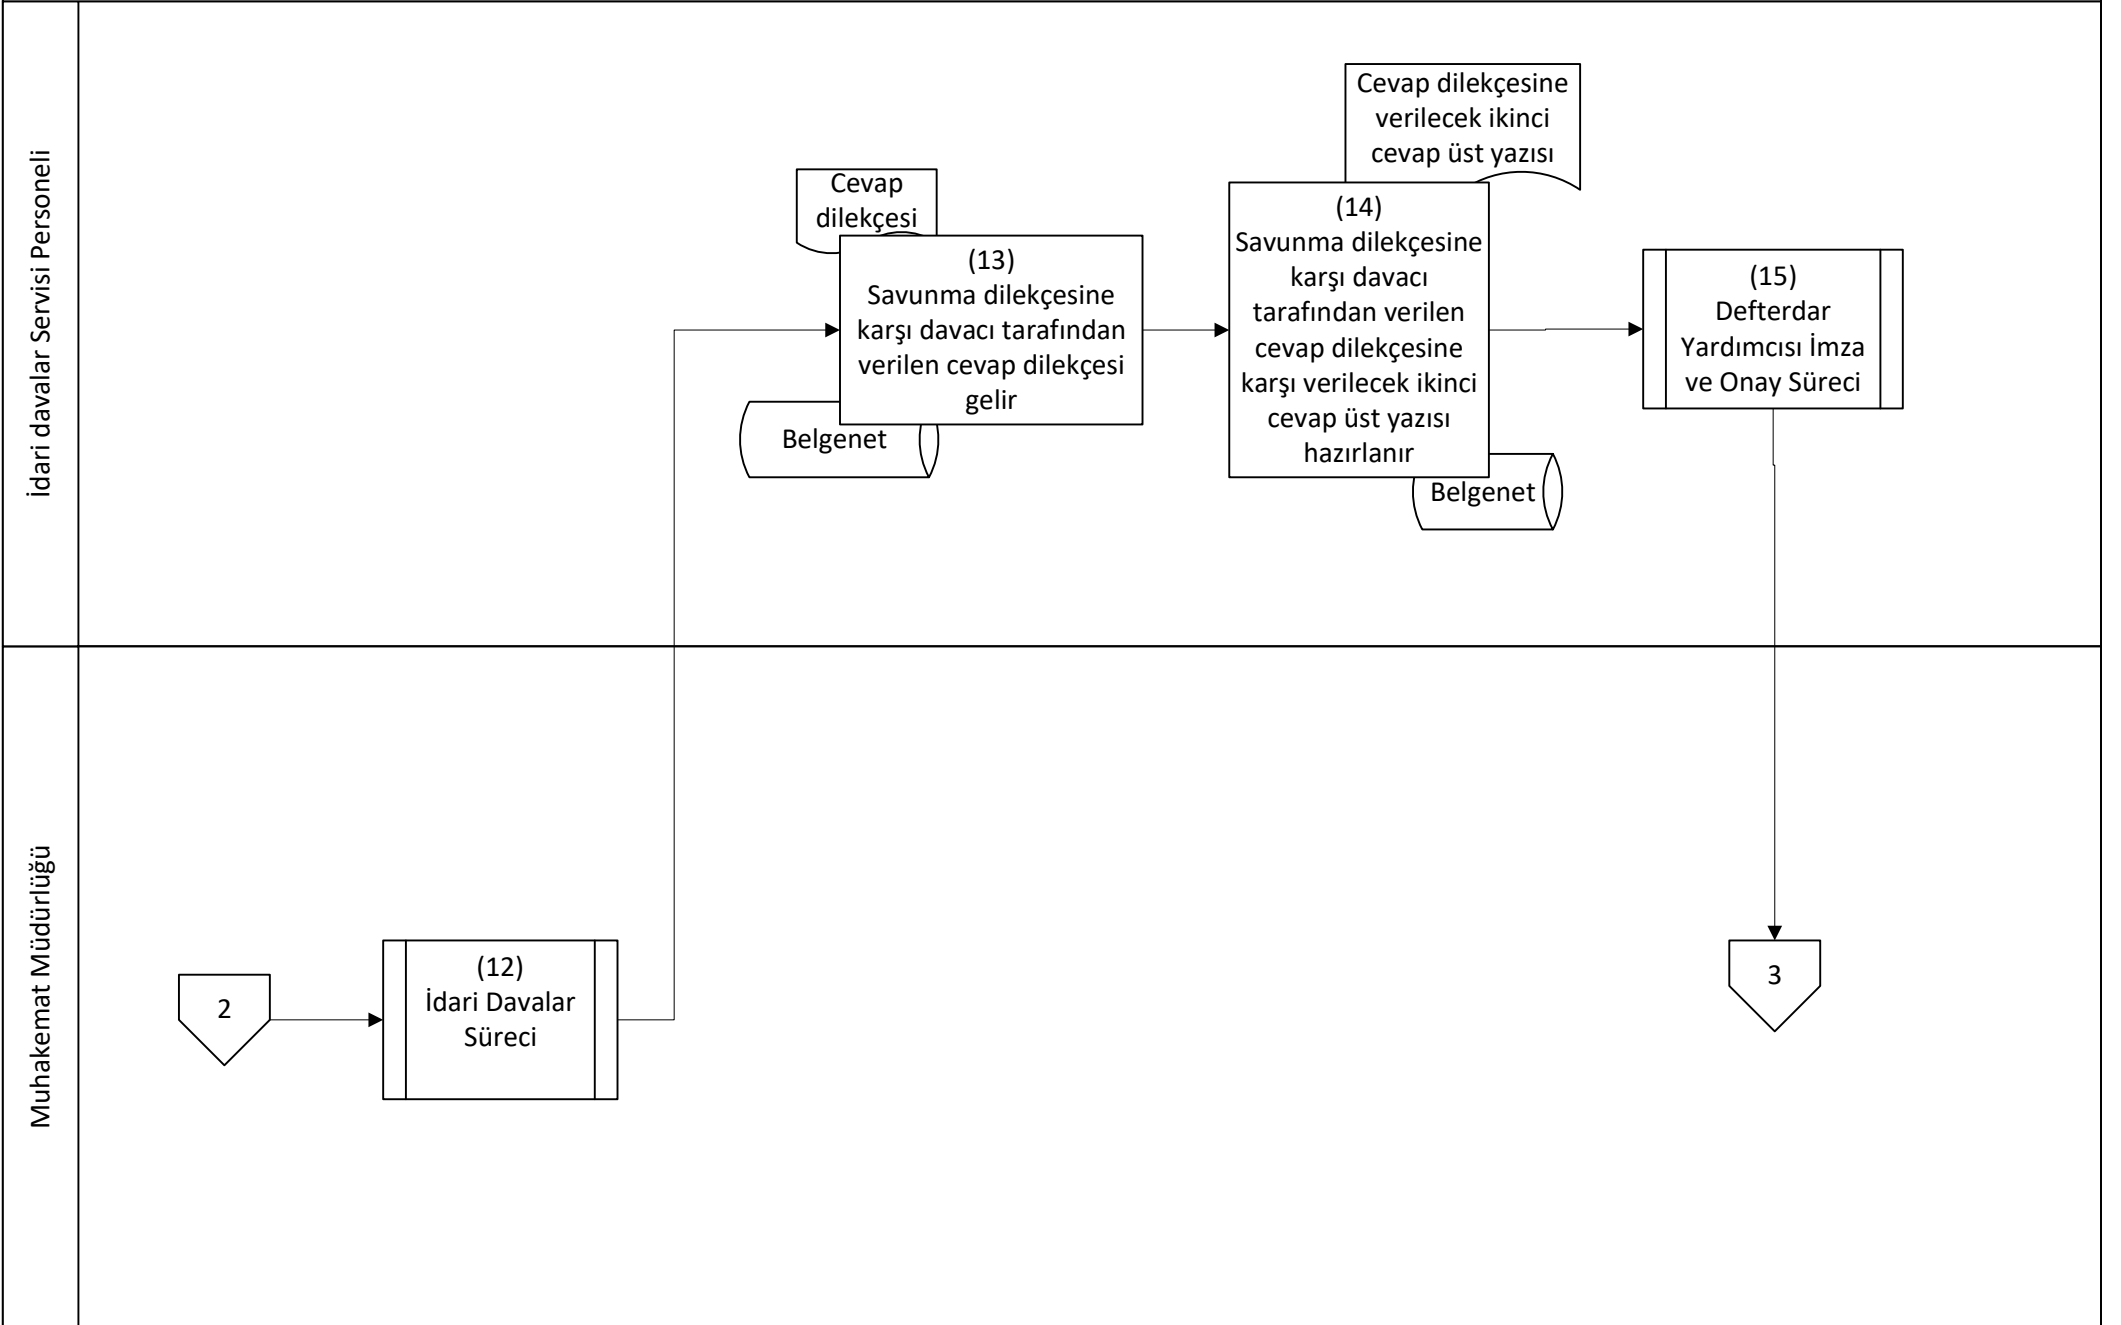 İdari davalar Servisi Personeli
Cevap
dilekçesi
(13)
Savunma dilekçesine
karşı davacı tarafından
verilen cevap dilekçesi
gelir
Belgenet
Cevap dilekçesine
verilecek ikinci
cevap üst yazısı
(14)
Savunma dilekçesine
karşı davacı
tarafından verilen
cevap dilekçesine
karşı verilecek ikinci
cevap üst yazısı
hazırlanır
Belgenet
(15)
Defterdar
Yardımcısı İmza
ve Onay Süreci
Muhakemat Müdürlüğü
2
(12)
İdari Davalar
Süreci
3